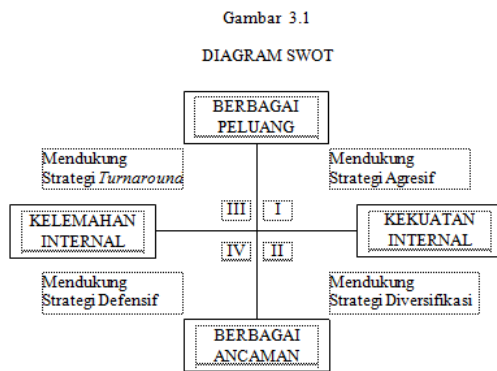 Gambar 3.1
DIAGRAM SWOT
BERBAGAI
PELUANG
Mendukung
Strategi Turnaround
Mendukung
Strategi Agresif
III
I
KELEMAHAN
INTERNAL
KEKUATAN
INTERNAL
IV
II
Mendukung
Strategi Defensif
Mendukung
Strategi Diversifikasi
BERBAGAI
ANCAMAN